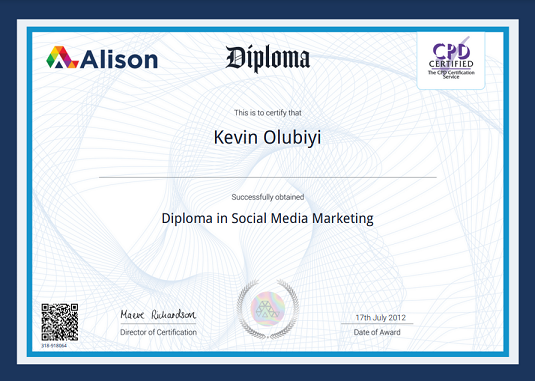 Alison
Diploma
CPD
CERTIFIED
The CPD Certification
Service
This is to certify that
Kevin Olubiyi
Successfully obtained
Diploma in Social Media Marketing
Maeve Richardson
Director of Certification
17th July 2012
Date of Award
318-918064